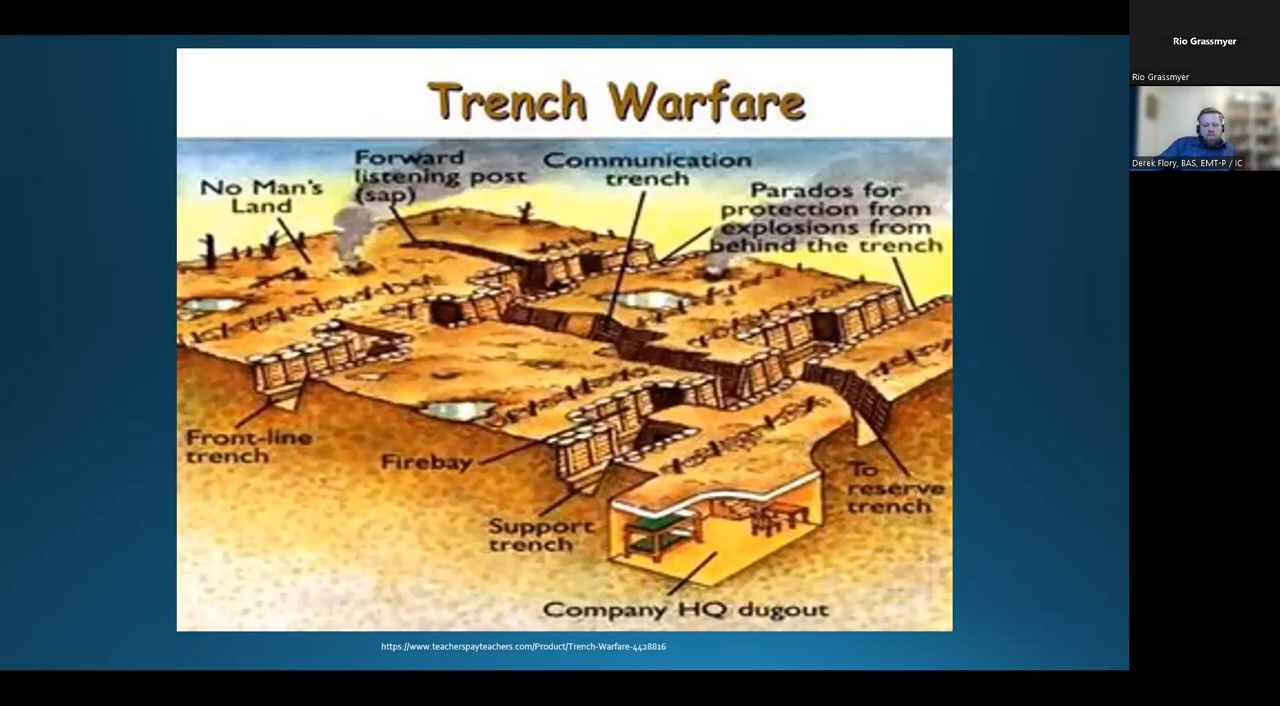 Trench Warfare
Forward
listening post
(sap)
Communication
trench
No Man's
Land
Parados for
protection from
explosions from
behind the trench
Front-line
trench
Firebay
Support
trench
To
reserve
trench
Company HQ dugout
https://www.teacherspayteachers.com/Product/Trench-Warfare-4428816
Rio Grassmyer
Rio Grassmyer
Derek Flory, BAS, EMT-P / IC